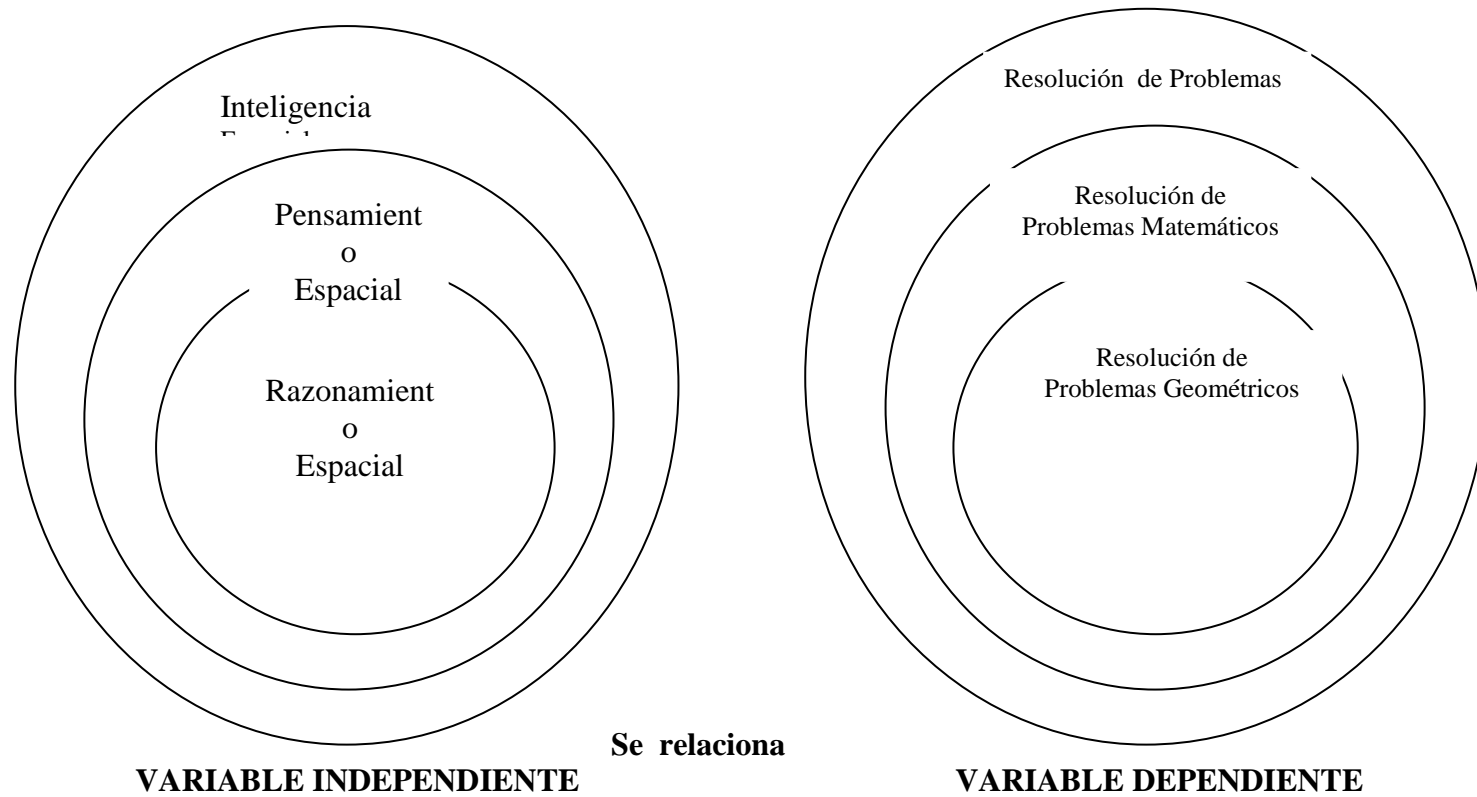 Inteligencia
Pensamient
o
Espacial
Razonamient
o
Espacial
Resolución de Problemas
Resolución de
Problemas Matemáticos
Resolución de
Problemas Geométricos
Se relaciona
VARIABLE INDEPENDIENTE
VARIABLE DEPENDIENTE